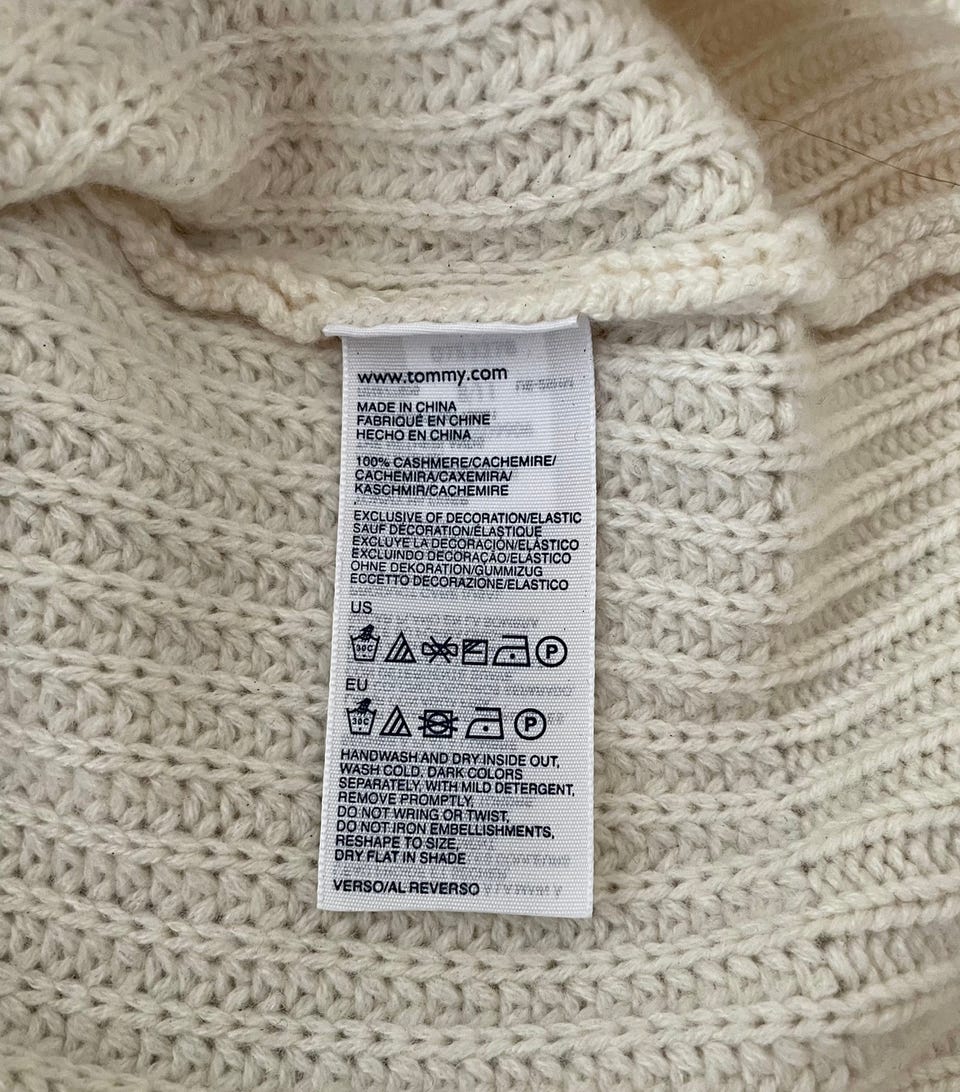 www.tommy.com
MADE IN CHINA
FABRIQUÉ EN CHINE
HECHO EN CHINA
100% CASHMERE/CACHEMIRE/
CACHEMIRA/CAXEMIRA/
KASCHMIR/CACHEMIRE
EXCLUSIVE OF DECORATION/ELASTIC
SAUF DÉCORATION/ÉLASTIQUE
EXCLUYE LA DECORACIÓN/ELÁSTICO
EXCLUINDO DECORAÇÃO/ELASTICO
OHNE DEKORATION/GUMMIZUG
ECCETTO DECORAZIONE/ELASTICO
US
30C P
EU
30C P
HANDWASH AND DRY INSIDE OUT,
WASH COLD, DARK COLORS
SEPARATELY, WITH MILD DETERGENT,
REMOVE PROMPTLY,
DO NOT WRING OR TWIST,
DO NOT IRON EMBELLISHMENTS,
RESHAPE TO SIZE,
DRY FLAT IN SHADE
VERSO/AL REVERSO